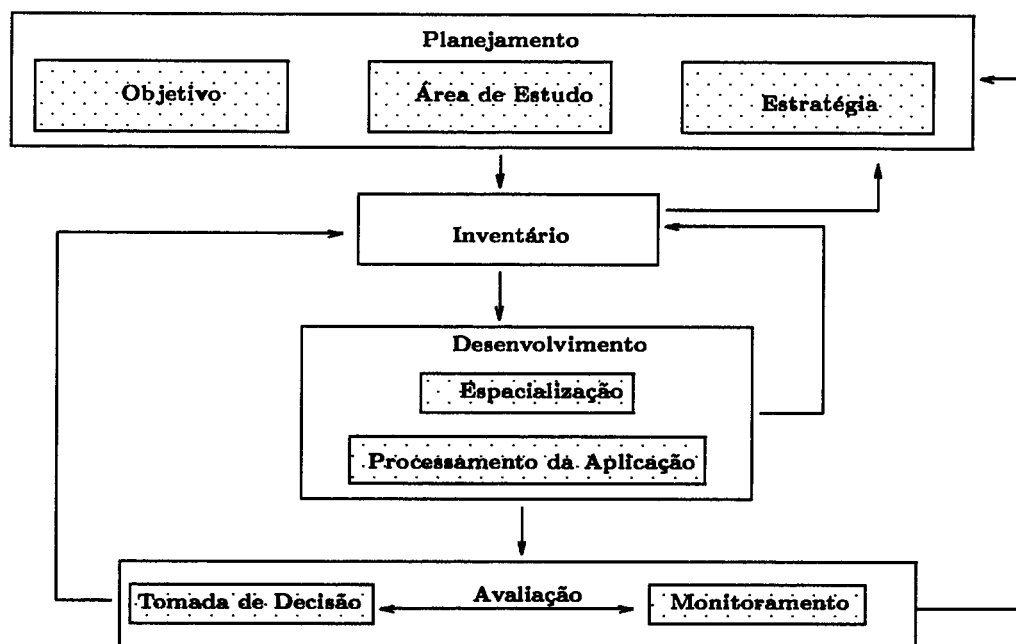 Planejamento
Objetivo
Área de Estudo
Estratégia
Inventário
Desenvolvimento
Espacialização
Processamento da Aplicação
Tomada de Decisão
Avaliação
Monitoramento